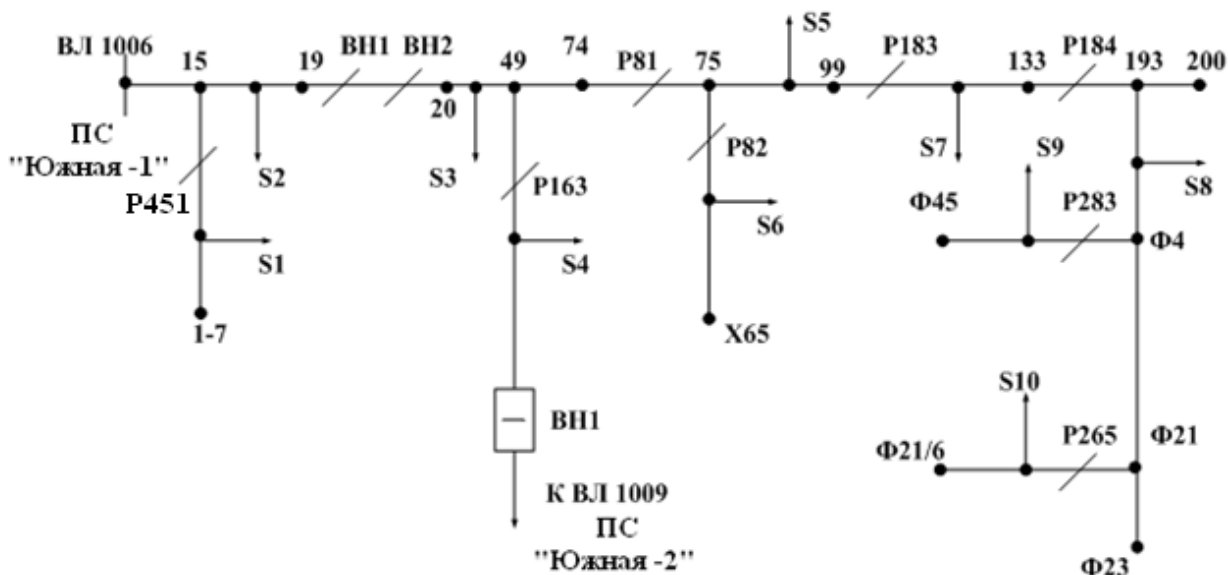 S5
ВЛ 1006
15
19
ВН1
ВН2
49
74
Р81
75
Р183
133
Р184
193
200
99
20
ПС
"Южная -1"
Р451
S2
S3
Р163
Р82
S7
S9
S8
Ф45
Р283
S1
S4
S6
Ф4
1-7
Х65
S10
ВН1
Ф21/6
Р265
Ф21
К ВЛ 1009
ПС
"Южная -2"
Ф23